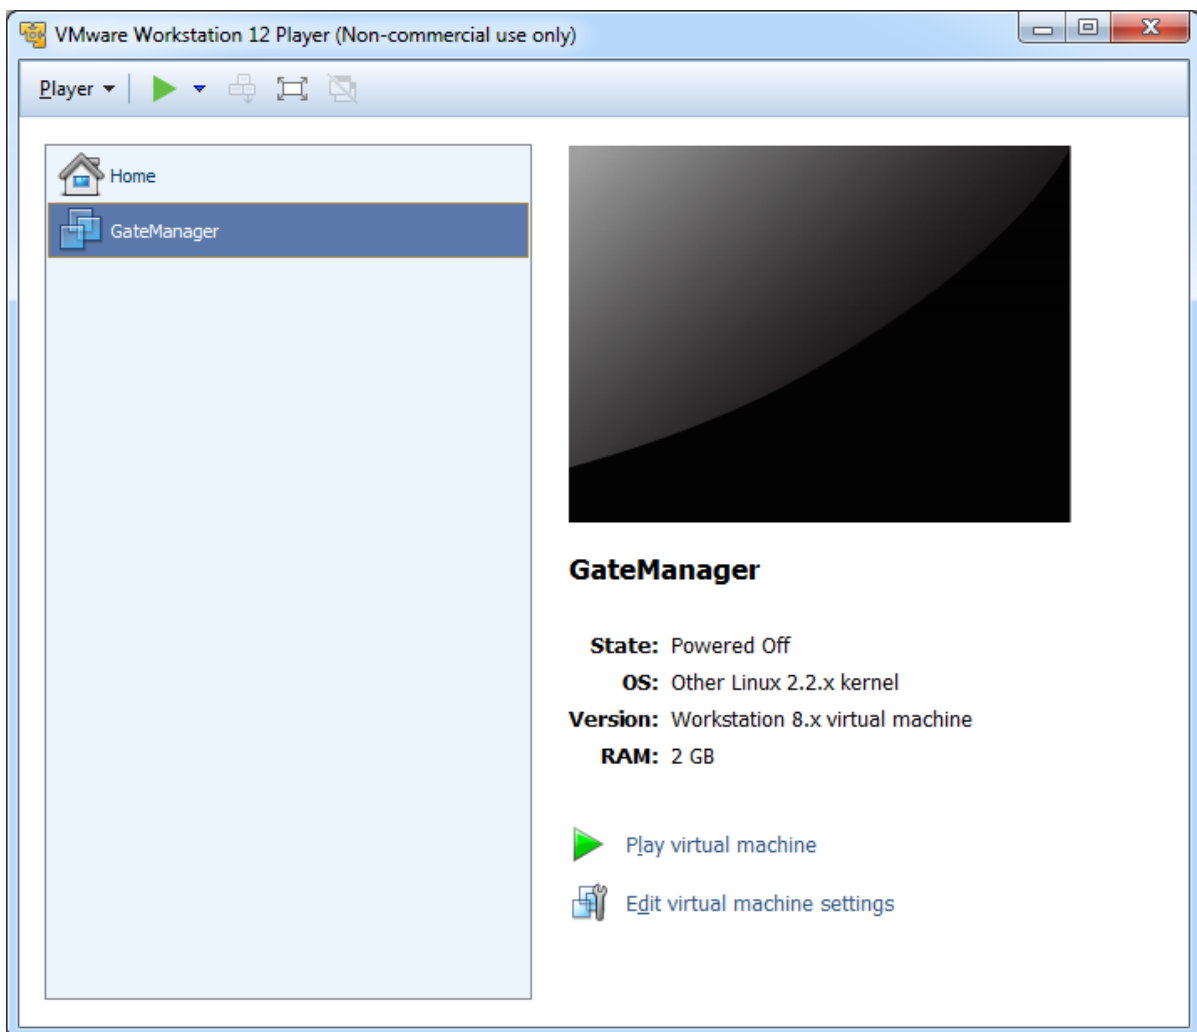 VMware Workstation 12 Player (Non-commercial use only)
Player
Home
GateManager
GateManager
State: Powered Off
OS: Other Linux 2.2.x kernel
Version: Workstation 8.x virtual machine
RAM: 2 GB
Play virtual machine
Edit virtual machine settings